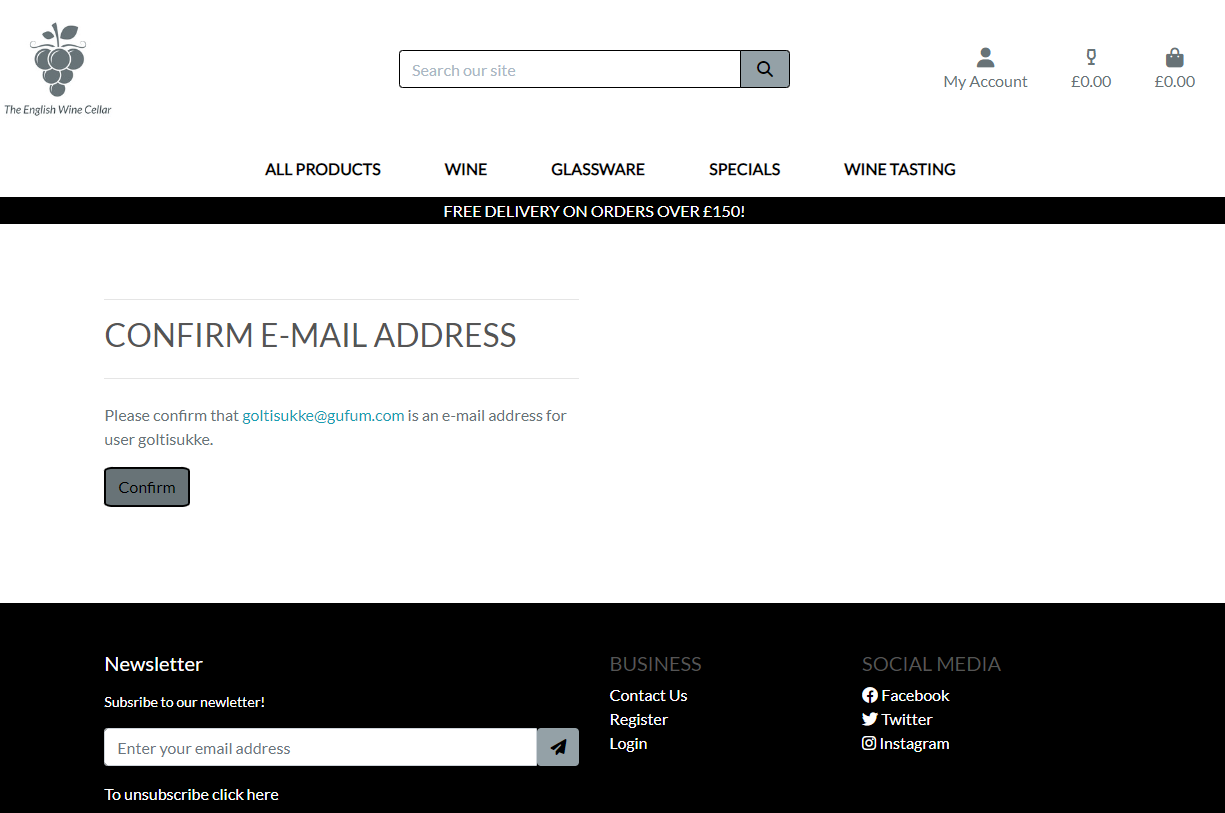 The English Wine Cellar
Search our site
My Account
£0.00
£0.00
ALL PRODUCTS
WINE
GLASSWARE
SPECIALS
WINE TASTING
FREE DELIVERY ON ORDERS OVER £150!
CONFIRM E-MAIL ADDRESS
Please confirm that goltisukke@gufum.com is an e-mail address for
user goltisukke.
Confirm
Newsletter
Subsribe to our newletter!
Enter your email address
To unsubscribe click here
BUSINESS
Contact Us
Register
Login
SOCIAL MEDIA
Facebook
Twitter
Instagram